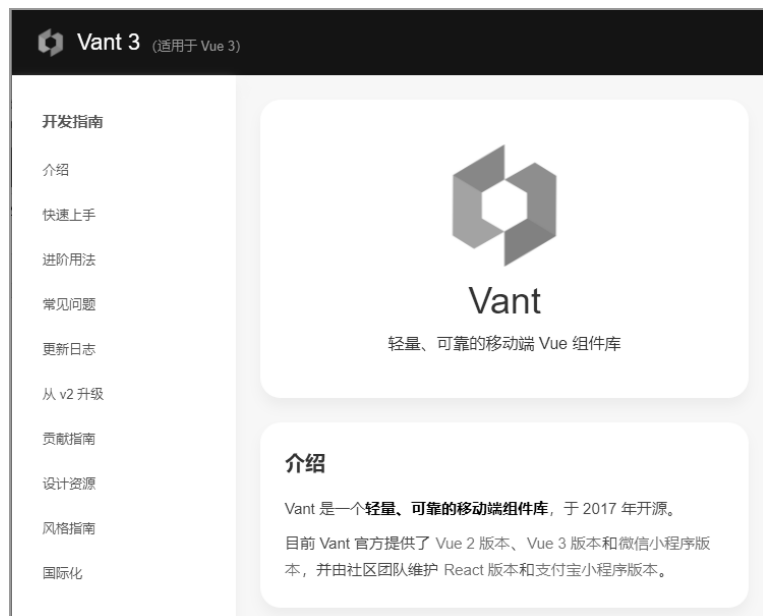 Vant 3 (适用于 Vue 3)
开发指南
介绍
快速上手
进阶用法
常见问题
更新日志
从 v2 升级
贡献指南
设计资源
风格指南
国际化
Vant
轻量、可靠的移动端 Vue 组件库
介绍
Vant 是一个轻量、可靠的移动端组件库，于 2017 年开源。
目前 Vant 官方提供了 Vue 2 版本、Vue 3 版本和微信小程序版
本，并由社区团队维护 React 版本和支付宝小程序版本。